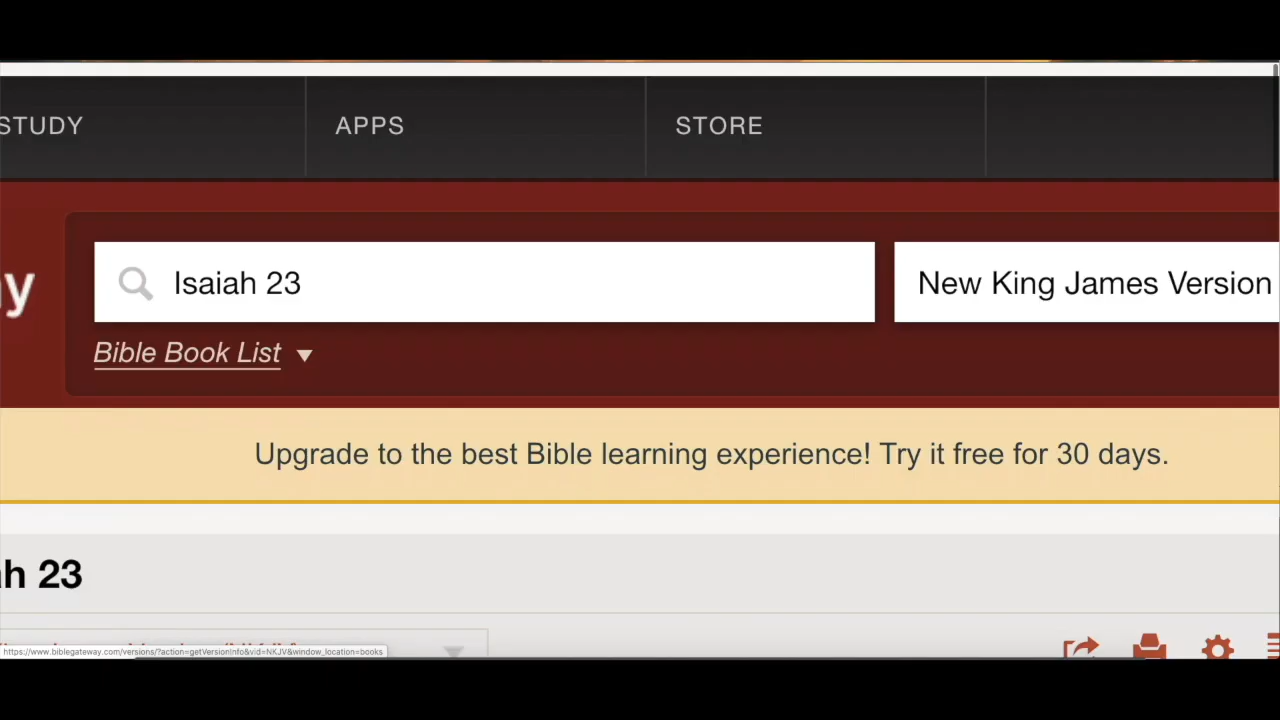 STUDY
APPS
STORE
Isaiah 23
New King James Version
Bible Book List
Upgrade to the best Bible learning experience! Try it free for 30 days.
ah 23
https://www.biblegateway.com/versions/?action=getVersionInfo&vid=NKJV&window_location=books